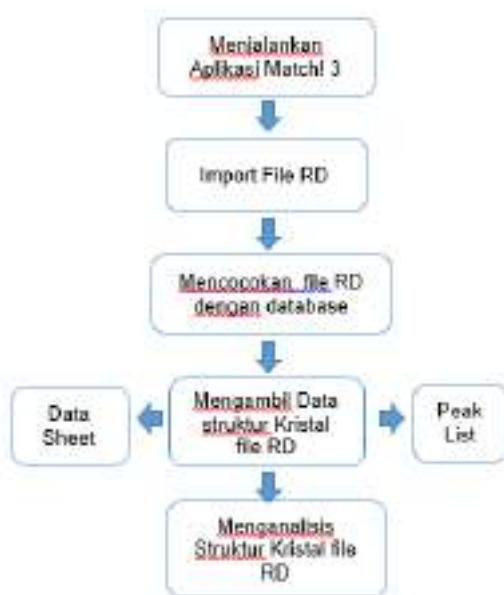 Menjalankan
Aplikasi Match! 3
Import File RD
Mencocokan file RD
dengan database
Data
Sheet
Mengambil Data
struktur Kristal
file RD
Peak
List
Menganalisis
Struktur Kristal file
RD